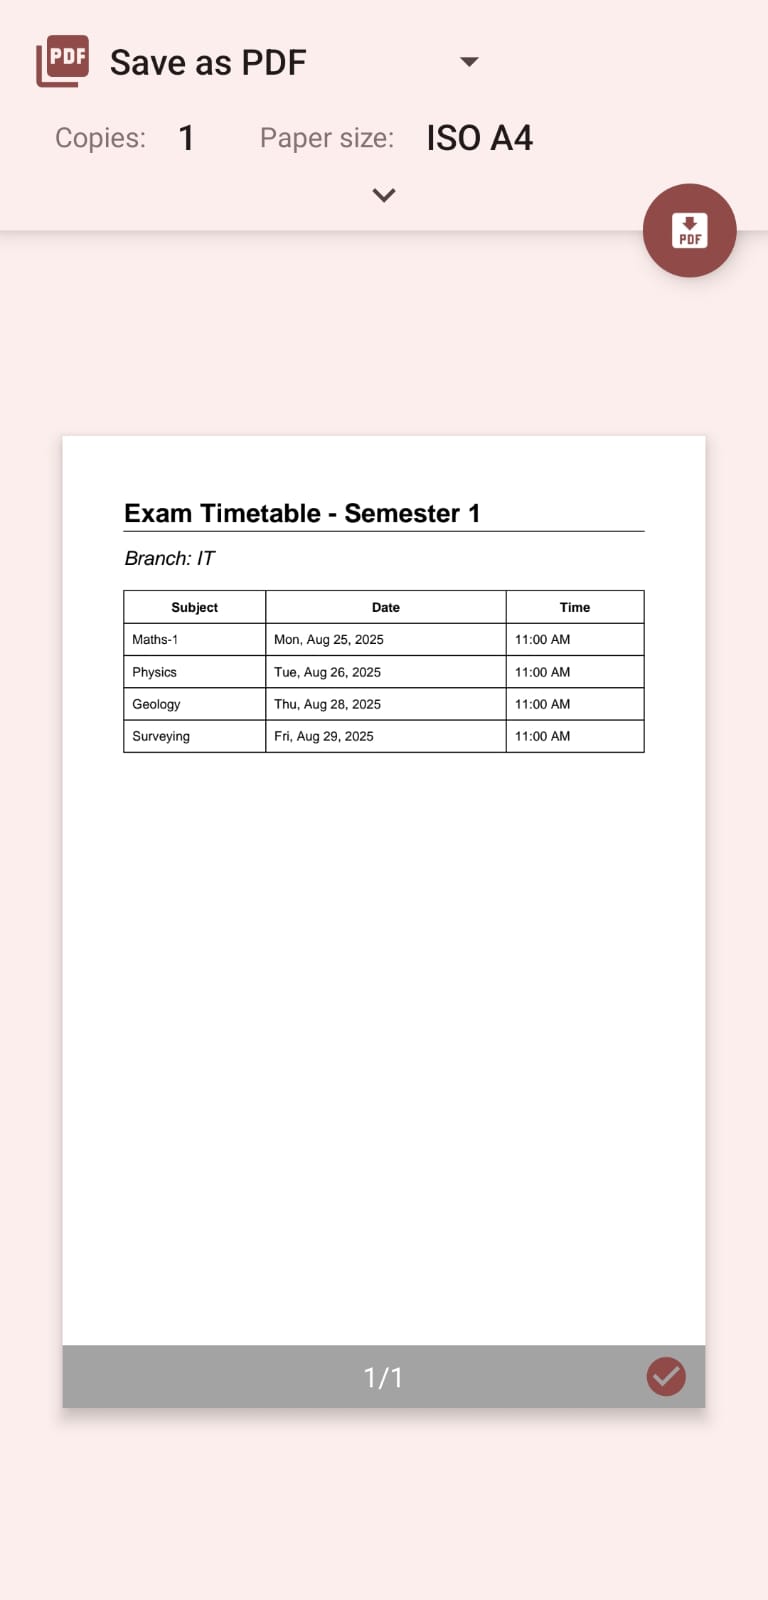 PDF Save as PDF
Copies: 1 Paper size: ISO A4
PDF
Exam Timetable - Semester 1
Branch: IT
Subject Date Time
Maths-1 Mon, Aug 25, 2025 11:00 AM
Physics Tue, Aug 26, 2025 11:00 AM
Geology Thu, Aug 28, 2025 11:00 AM
Surveying Fri, Aug 29, 2025 11:00 AM
1/1